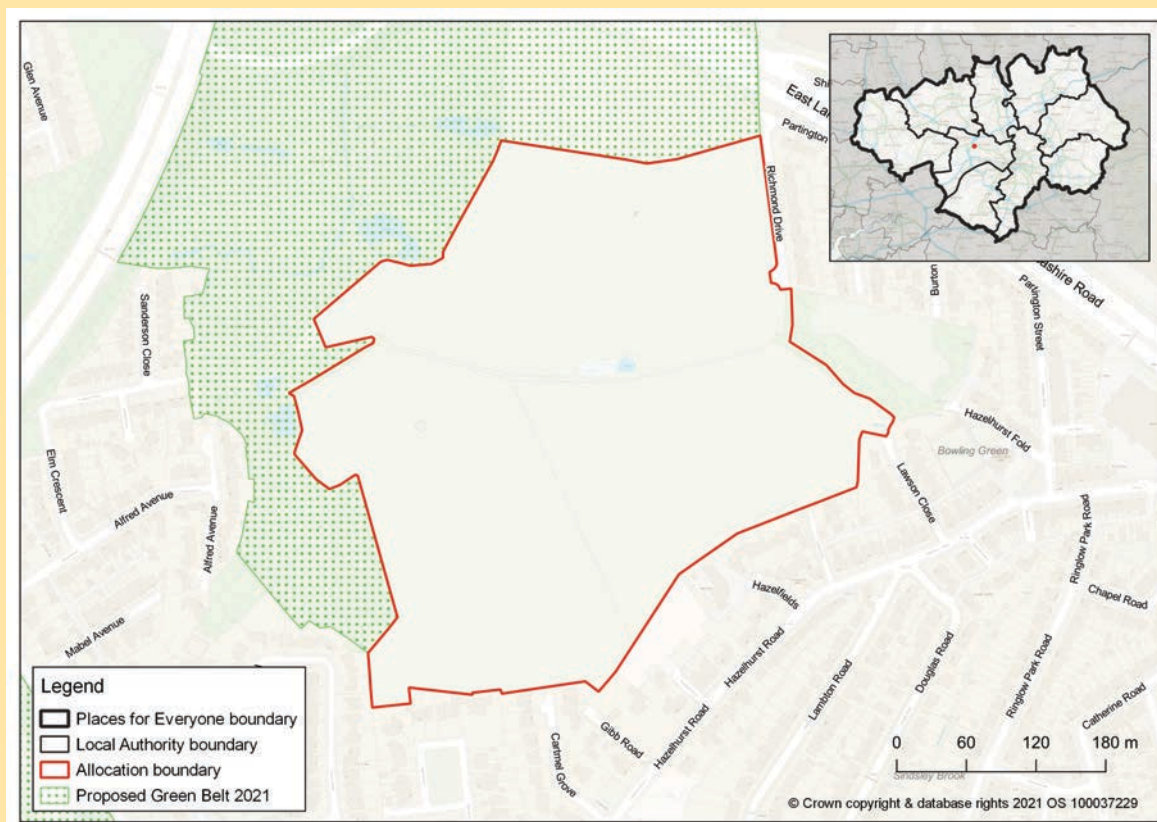 Glen Avenue
East
Partington
Richmond Drive
Burton
ashire Road
Partington Street
Sanderson Close
Elm Crescent
Alfred Avenue
Alfred Avenue
Mabel Avenue
Hazelhurst Fold
Bowling Green
Lawson Close
Ringlow Park Road
Chapel Road
Hazelfields
Hazelhurst Road
Lambton Road
Douglas Road
Ringlow Park Road
Catherine Road
Hazelhurst Road
Gibb Road
Cartmel Grove
Sindsley Brook
Legend
Places for Everyone boundary
Local Authority boundary
Allocation boundary
Proposed Green Belt 2021
0 60 120 180 m
© Crown copyright & database rights 2021 OS 100037229